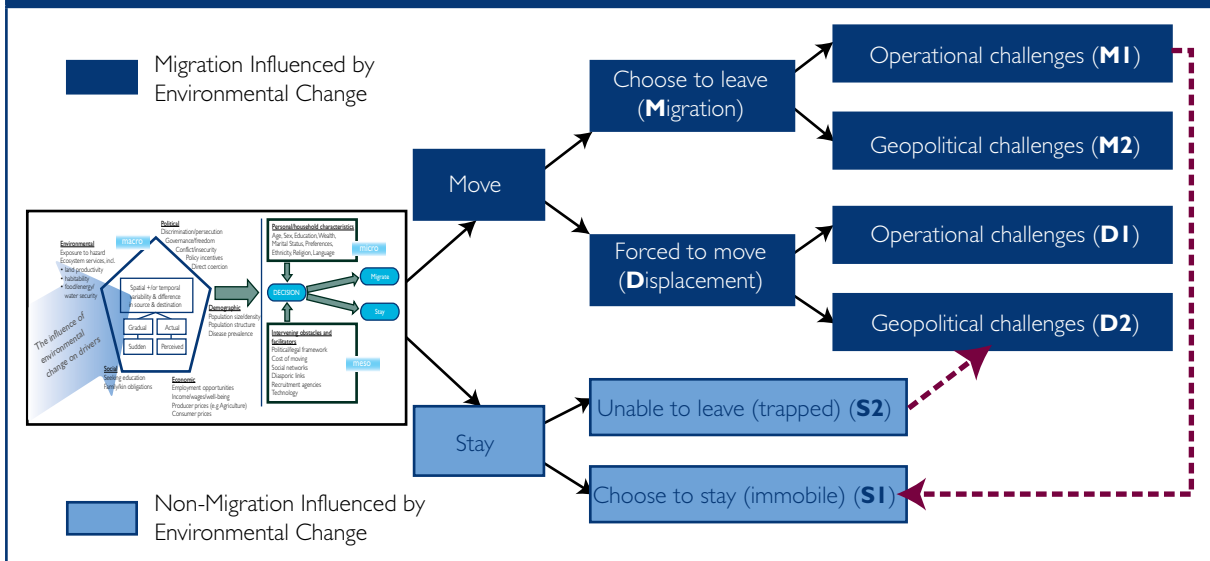 Migration Influenced by
Environmental Change
Choose to leave
(Migration)
Operational challenges (M1)
Geopolitical challenges (M2)
Move
Forced to move
(Displacement)
Operational challenges (D1)
Geopolitical challenges (D2)
Environmental
Exposure to hazard
Ecosystem services, incl.
• land productivity
• habitability
• food/energy/
water security
macro
Political
Discrimination/persecution
Governance/freedom
Conflict/insecurity
Policy incentives
Direct coercion
Spatial +/or temporal
variability & difference
in source & destination
Gradual
Actual
Sudden
Perceived
The influence of
environmental
change on drivers
Demographic
Population size/density
Population structure
Disease prevalence
Social
Seeking education
Family/kin obligations
Economic
Employment opportunities
Income/wages/well-being
Producer prices (e.g Agriculture)
Consumer prices
Personal/household characteristics
Age, Sex, Education, Wealth,
Marital Status, Preferences,
Ethnicity, Religion, Language
micro
DECISION
Migrate
Stay
Intervening obstacles and
facilitators
Political/legal framework
Cost of moving
Social networks
Diasporic links
Recruitment agencies
Technology
meso
Stay
Unable to leave (trapped) (S2)
Choose to stay (immobile) (S1)
Non-Migration Influenced by
Environmental Change